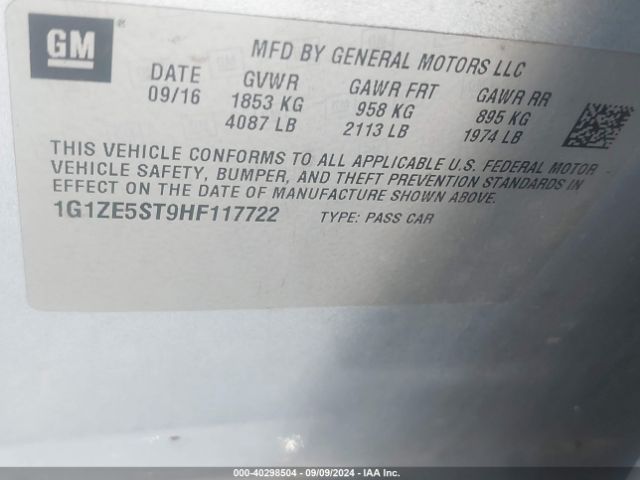 GM ®
MFD BY GENERAL MOTORS LLC
DATE GVWR GAWR FRT GAWR RR
09/16 1853 KG 958 KG 895 KG
4087 LB 2113 LB 1974 LB
THIS VEHICLE CONFORMS TO ALL APPLICABLE U.S. FEDERAL MOTOR
VEHICLE SAFETY, BUMPER, AND THEFT PREVENTION STANDARDS IN
EFFECT ON THE DATE OF MANUFACTURE SHOWN ABOVE.
1G1ZE5ST9HF117722 TYPE: PASS CAR
000-40298504 - 09/09/2024 - IAA Inc.